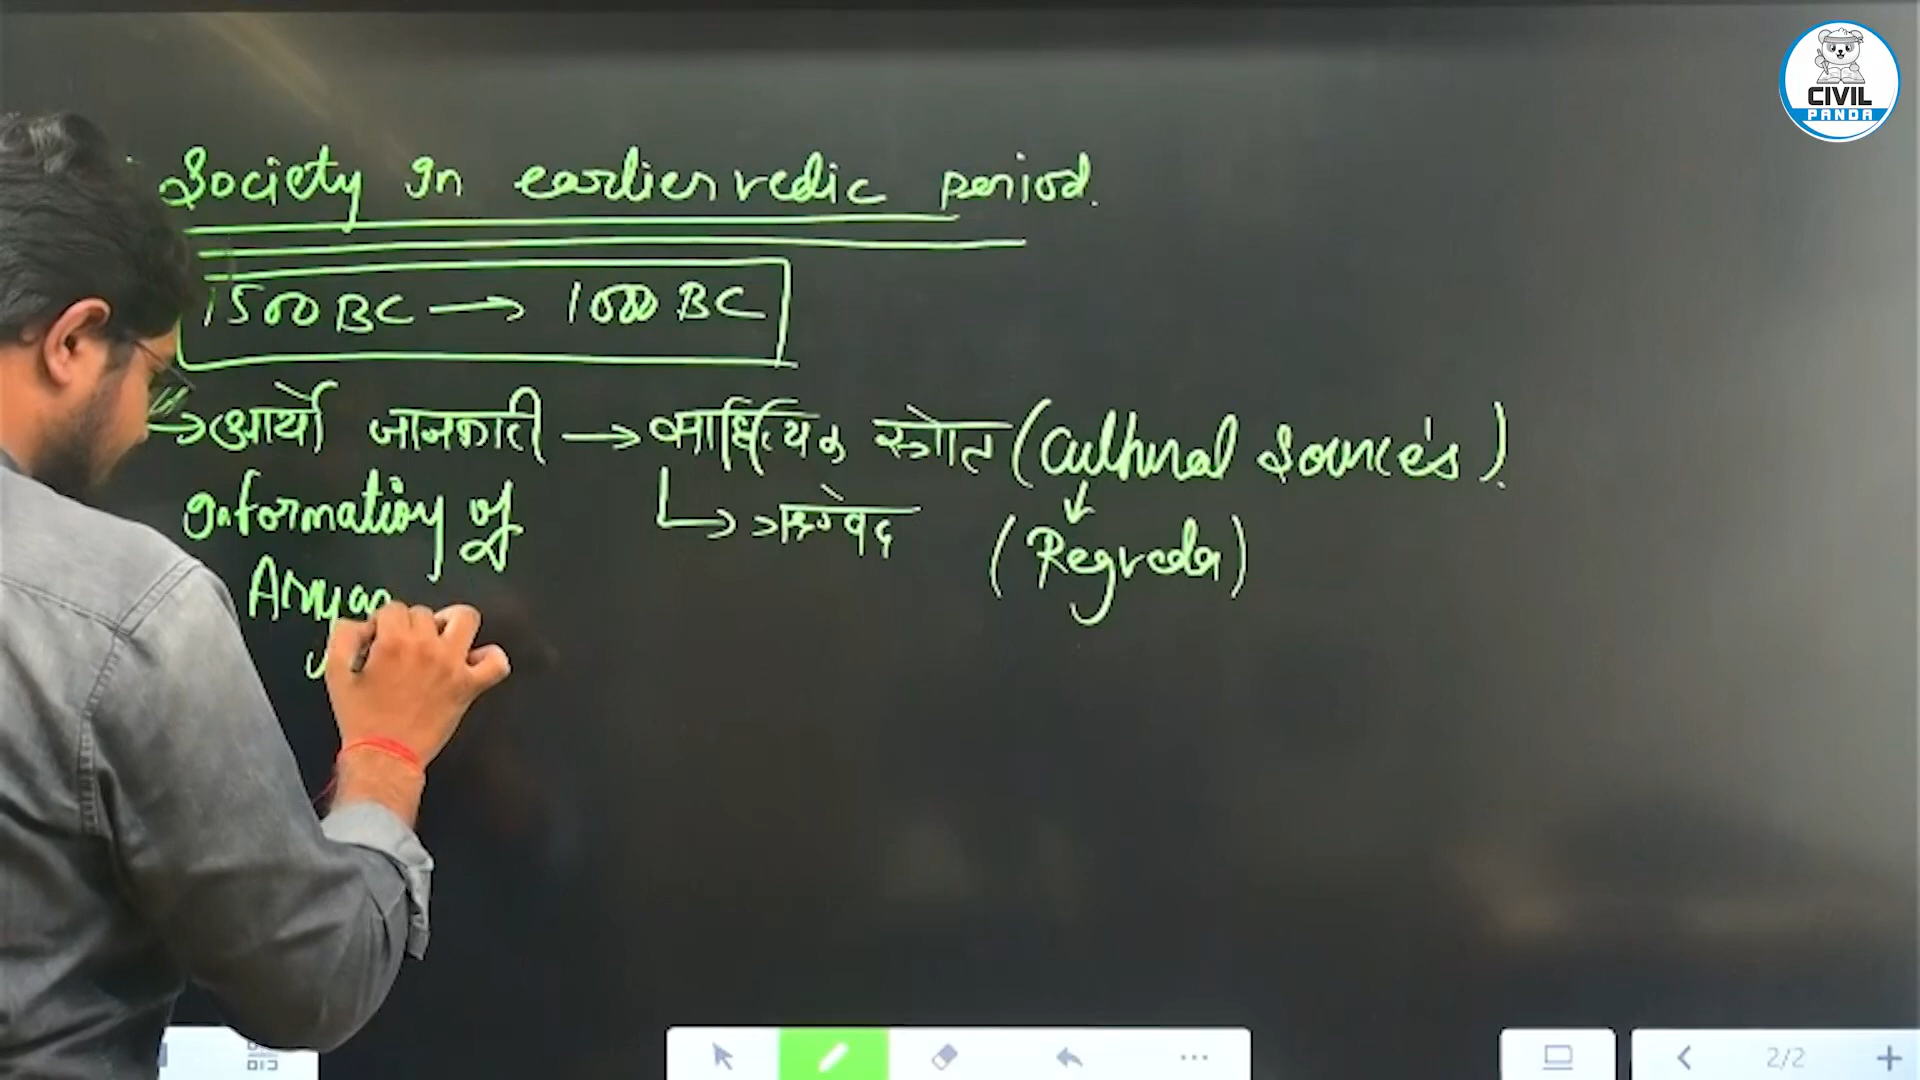 Society In earlier vedic period.
1500 BC → 1000 BC
→ आर्यो जानकारी → साहित्यिक स्त्रोत (Cultural Sources)
Information of ↳ ऋग्वेद (Regveda)
Aryan
CIVIL
PANDA
2/2